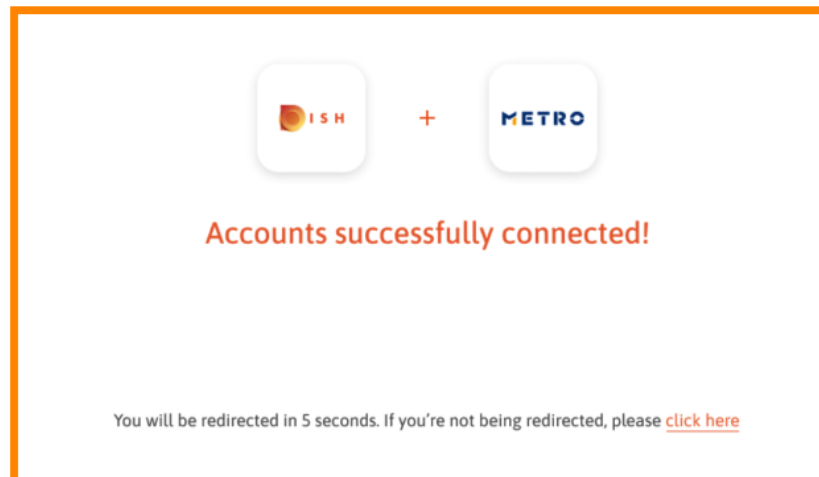 DISH + METRO
Accounts successfully connected!
You will be redirected in 5 seconds. If you’re not being redirected, please click here